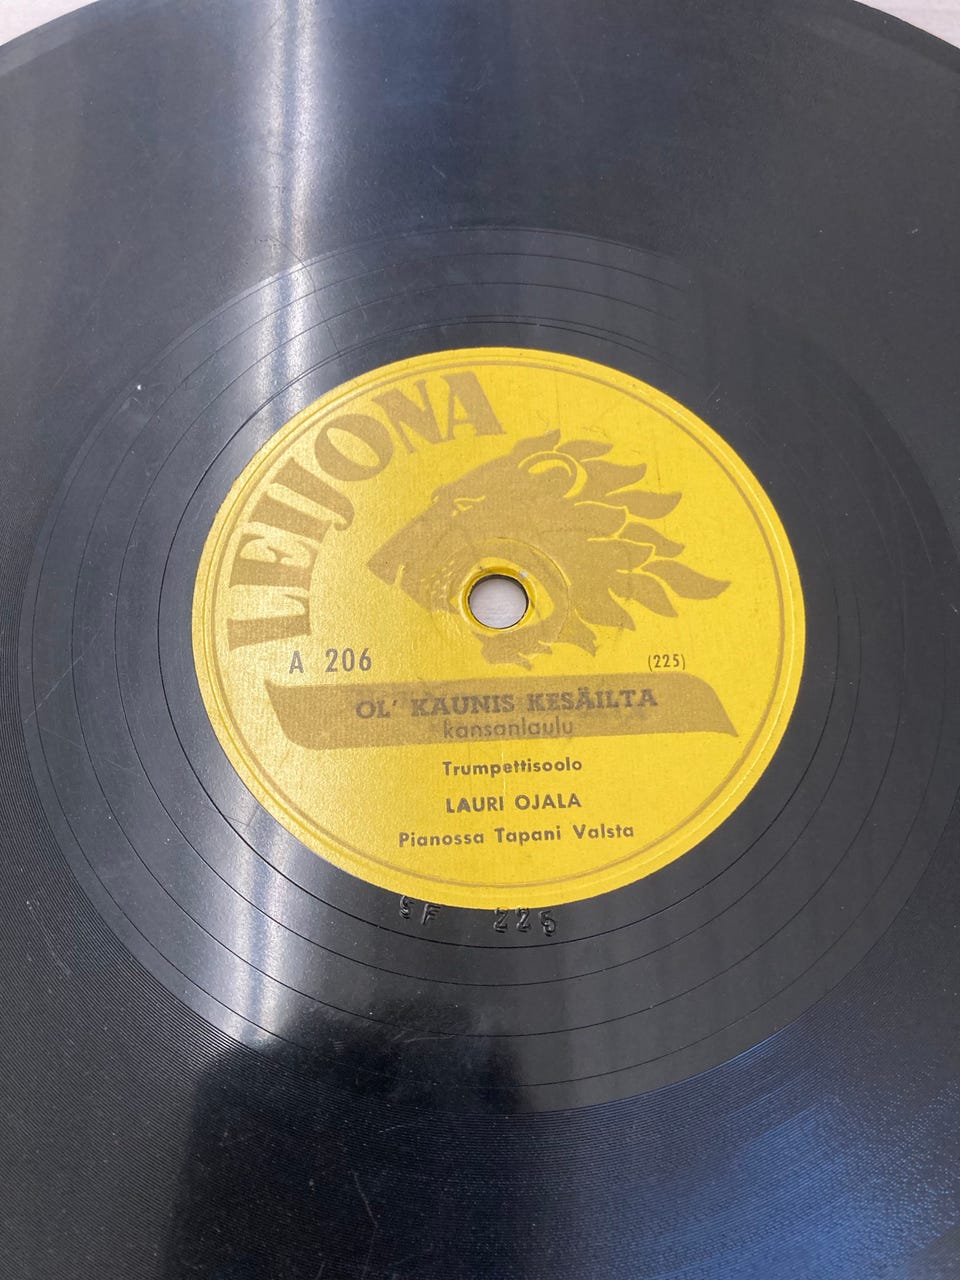 LEIJONA
A 206
(225)
OL' KAUNIS KESÄILTA
kansanlaulu
Trumpettisoolo
LAURI OJALA
Pianossa Tapani Valsta
SF 225